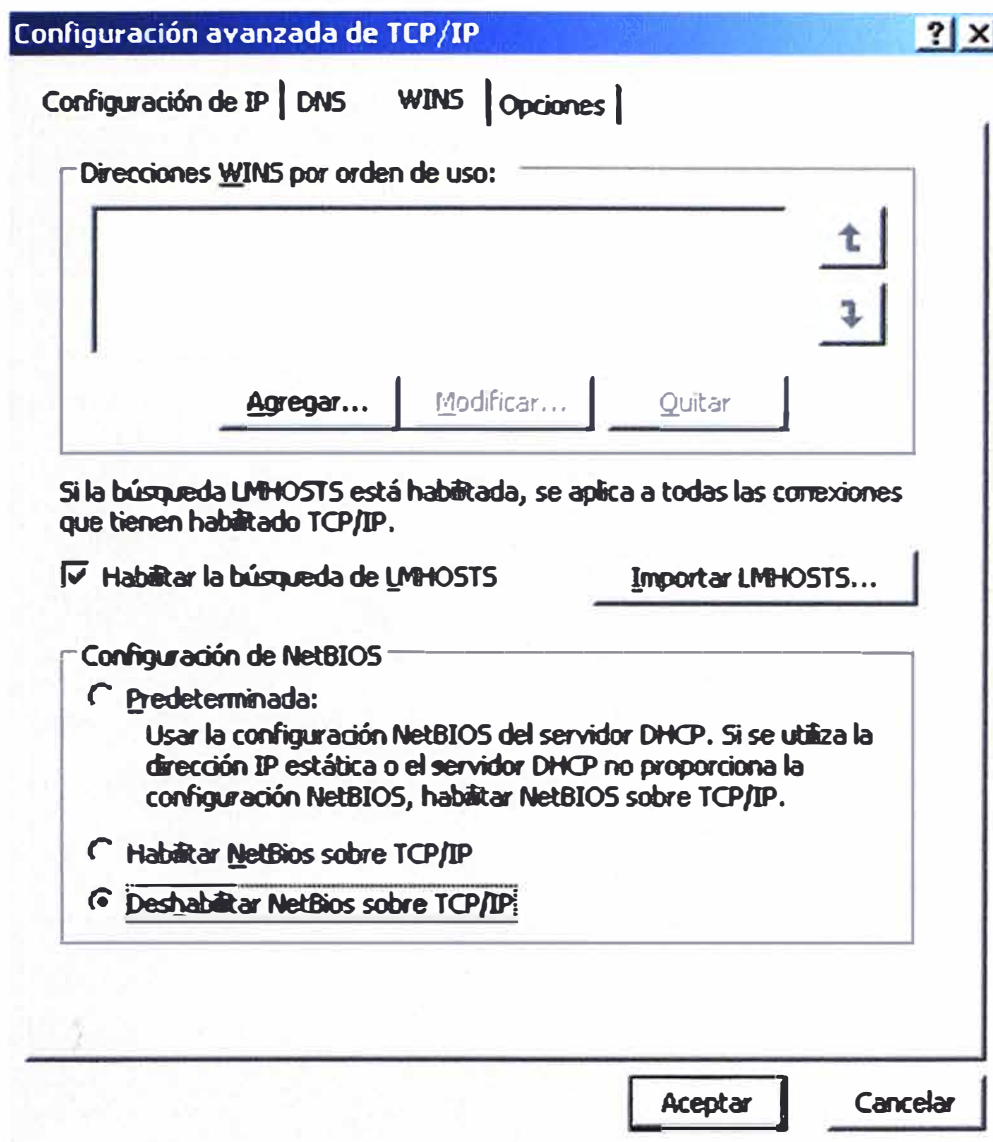 Configuración avanzada de TCP/IP
Configuración de IP DNS WINS Opciones
Direcciones WINS por orden de uso:
Agregar... Modificar... Quitar
Si la búsqueda LMHOSTS está habilitada, se aplica a todas las conexiones
que tienen habilitado TCP/IP.
Habilitar la búsqueda de LMHOSTS Importar LMHOSTS...
Configuración de NetBIOS
Predeterminada:
Usar la configuración NetBIOS del servidor DHCP. Si se utiliza la
dirección IP estática o el servidor DHCP no proporciona la
configuración NetBIOS, habilitar NetBIOS sobre TCP/IP.
Habilitar NetBios sobre TCP/IP
Deshabilitar NetBios sobre TCP/IP
Aceptar Cancelar